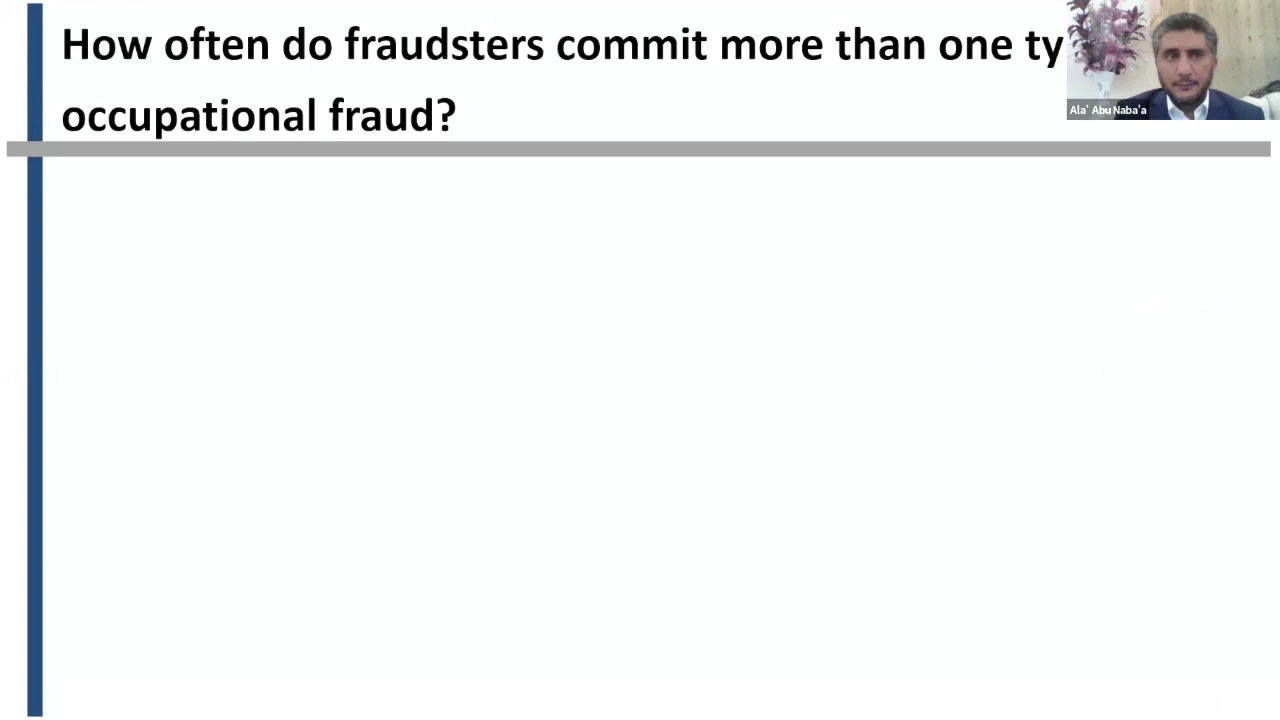 How often do fraudsters commit more than one ty
occupational fraud?
Ala' Abu Naba'a